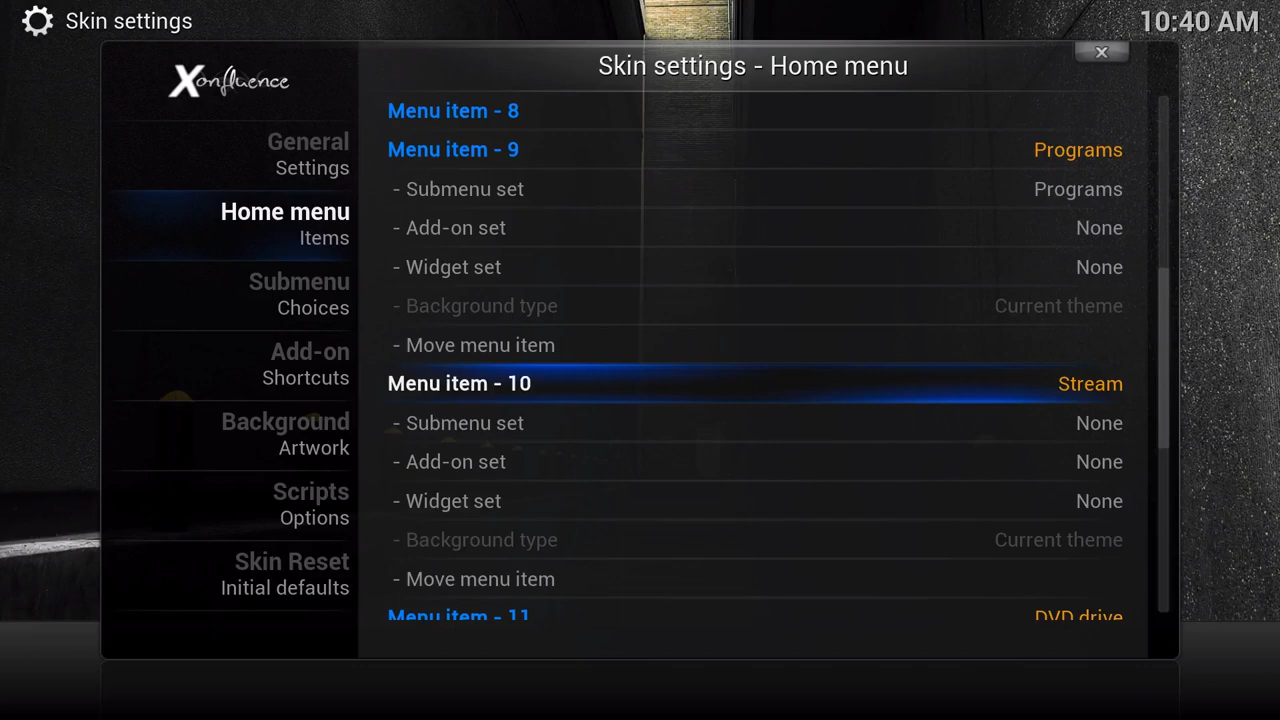 Skin settings
10:40 AM
Xonfluence
Skin settings - Home menu
General
Settings
Home menu
Items
Submenu
Choices
Add-on
Shortcuts
Background
Artwork
Scripts
Options
Skin Reset
Initial defaults
Menu item - 8
Menu item - 9 Programs
- Submenu set Programs
- Add-on set None
- Widget set None
- Background type Current theme
- Move menu item
Menu item - 10 Stream
- Submenu set None
- Add-on set None
- Widget set None
- Background type Current theme
- Move menu item
Menu item - 11 DVD drive